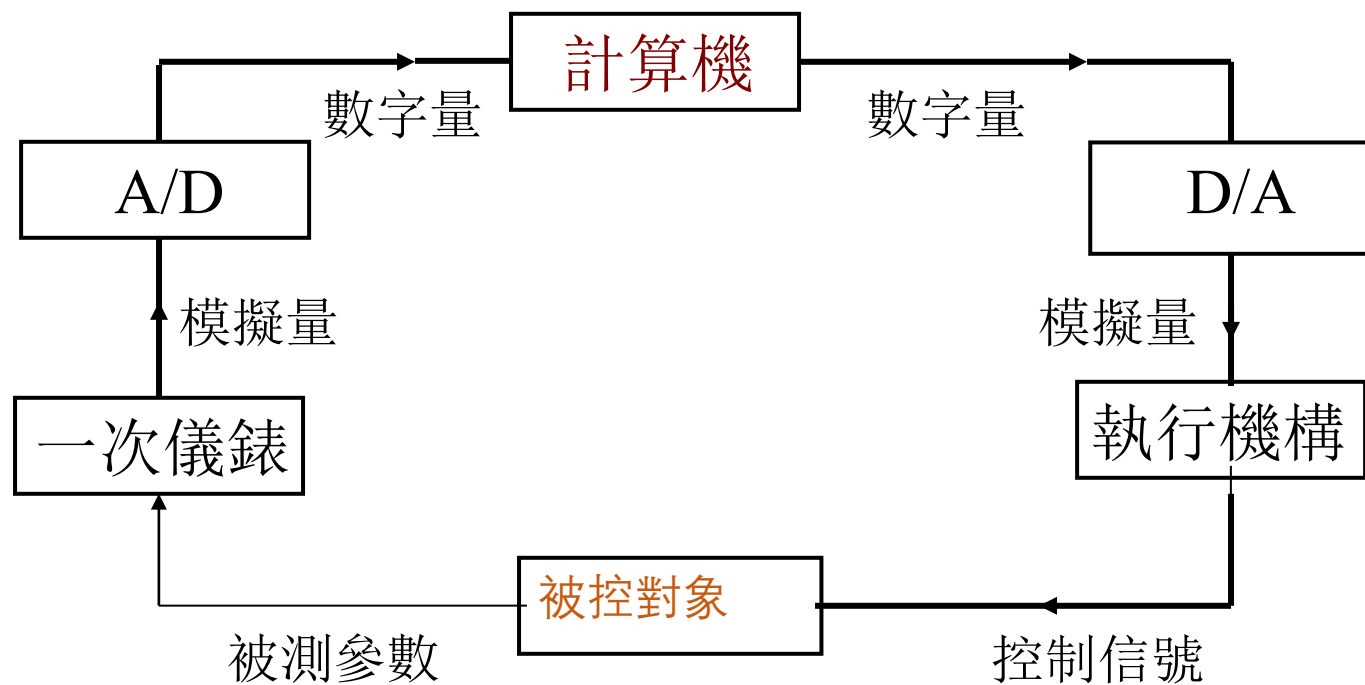 計算機
數字量
數字量
A/D
D/A
模擬量
模擬量
一次儀錶
執行機構
被控對象
被測參數
控制信號